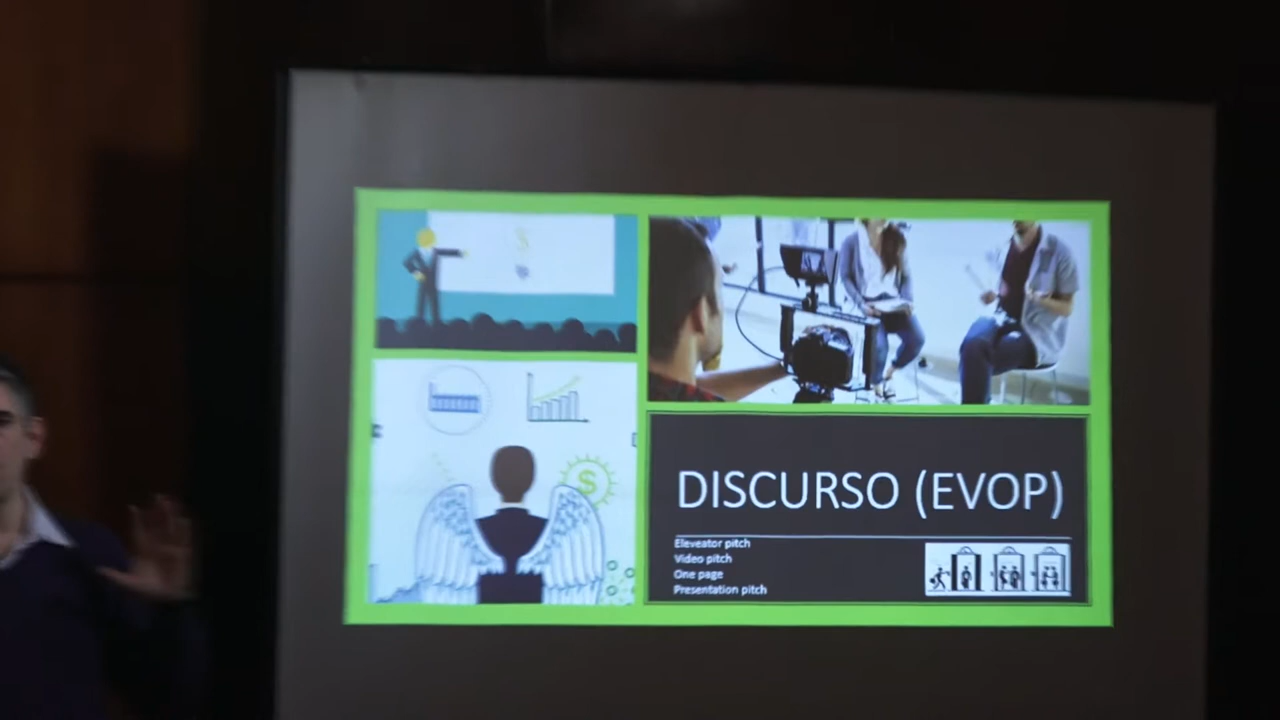 DISCURSO (EVOP)
Eleveator pitch
Video pitch
One page
Presentation pitch